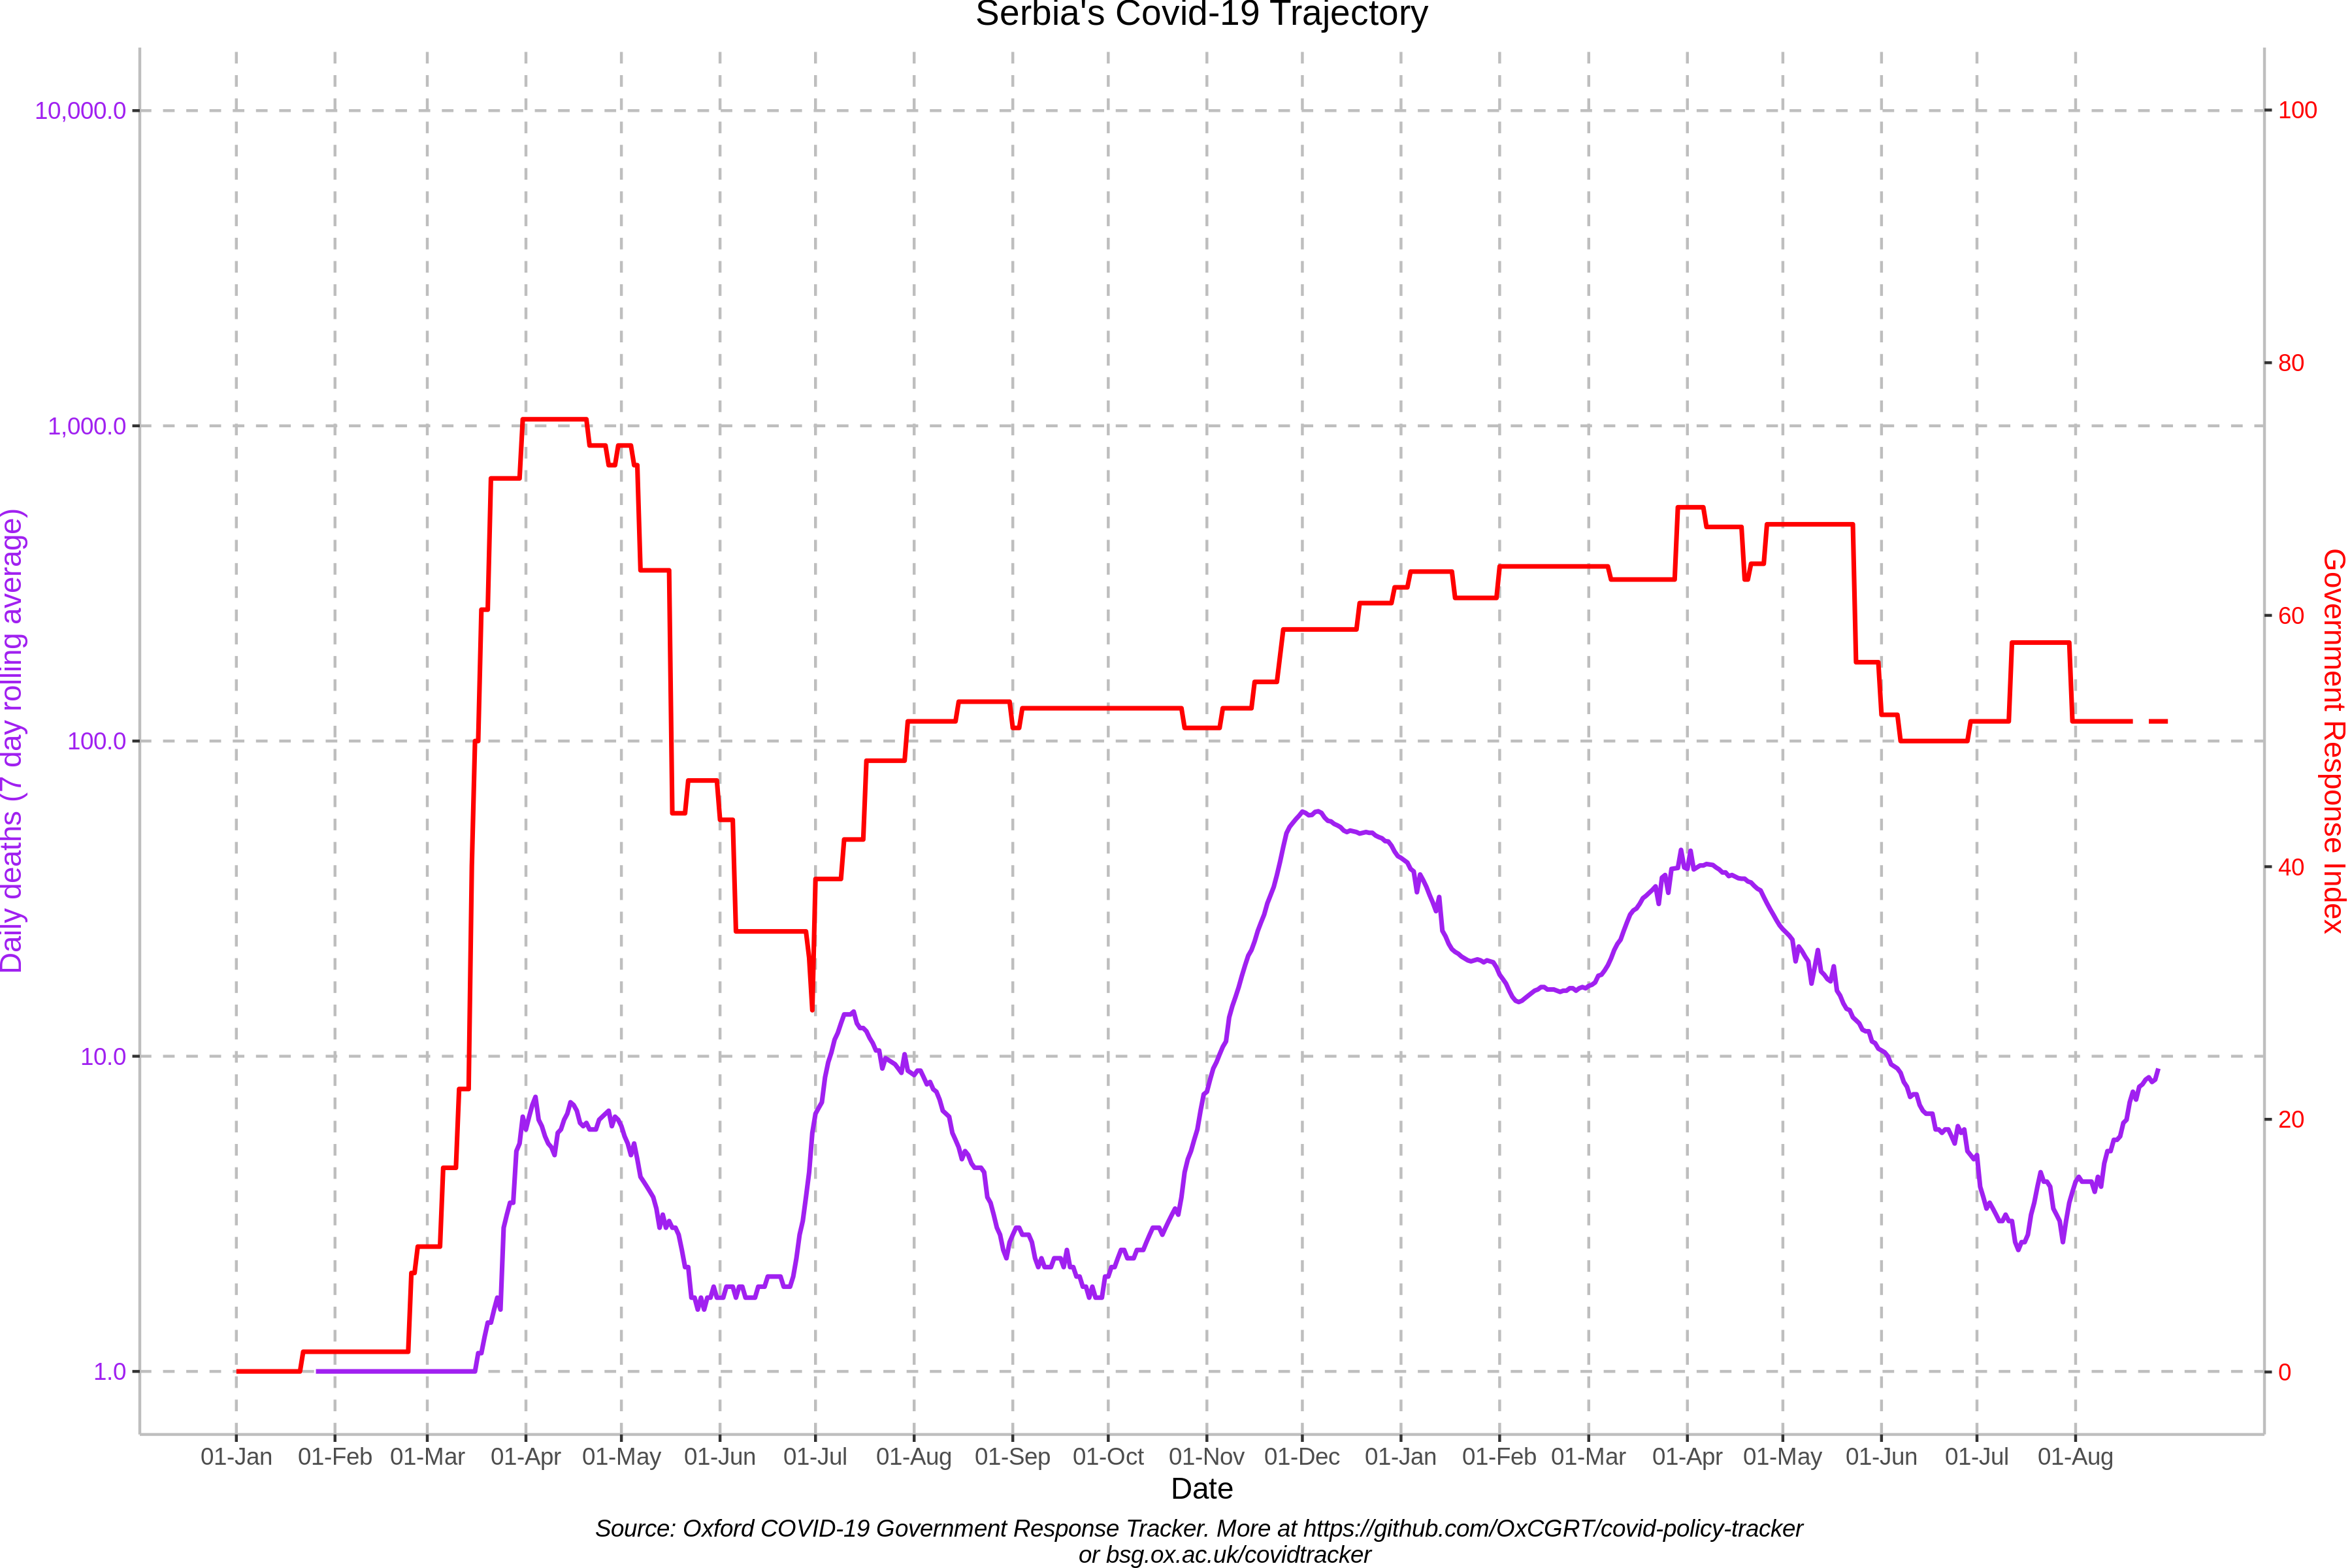 Serbia's Covid-19 Trajectory
10,000.0
1,000.0
100.0
10.0
1.0
Daily deaths (7 day rolling average)
100
80
60
40
20
0
Government Response Index
01-Jan 01-Feb 01-Mar 01-Apr 01-May 01-Jun 01-Jul 01-Aug 01-Sep 01-Oct 01-Nov 01-Dec 01-Jan 01-Feb 01-Mar 01-Apr 01-May 01-Jun 01-Jul 01-Aug
Date
Source: Oxford COVID-19 Government Response Tracker. More at https://github.com/OxCGRT/covid-policy-tracker
or bsg.ox.ac.uk/covidtracker